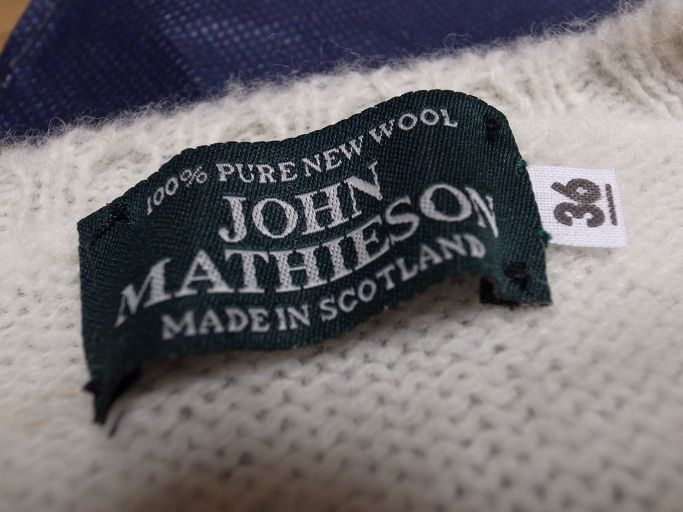 100% PURE NEW WOOL
JOHN
MATHIESON
MADE IN SCOTLAND
36